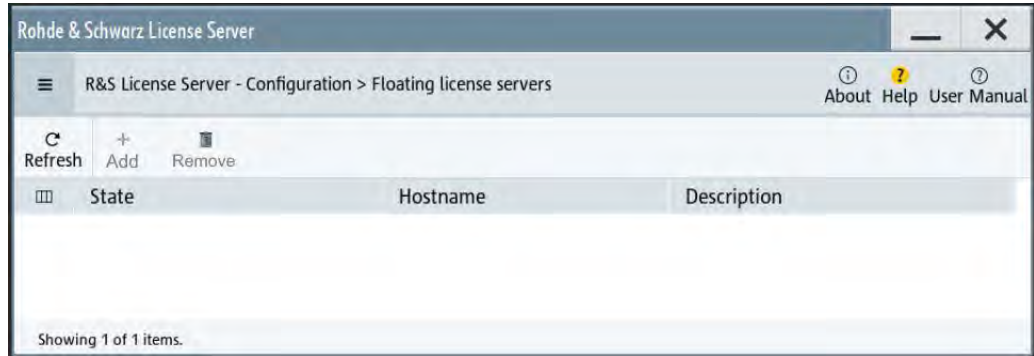 Rohde & Schwarz License Server
R&S License Server - Configuration > Floating license servers
About Help User Manual
Refresh Add Remove
State Hostname Description
Showing 1 of 1 items.